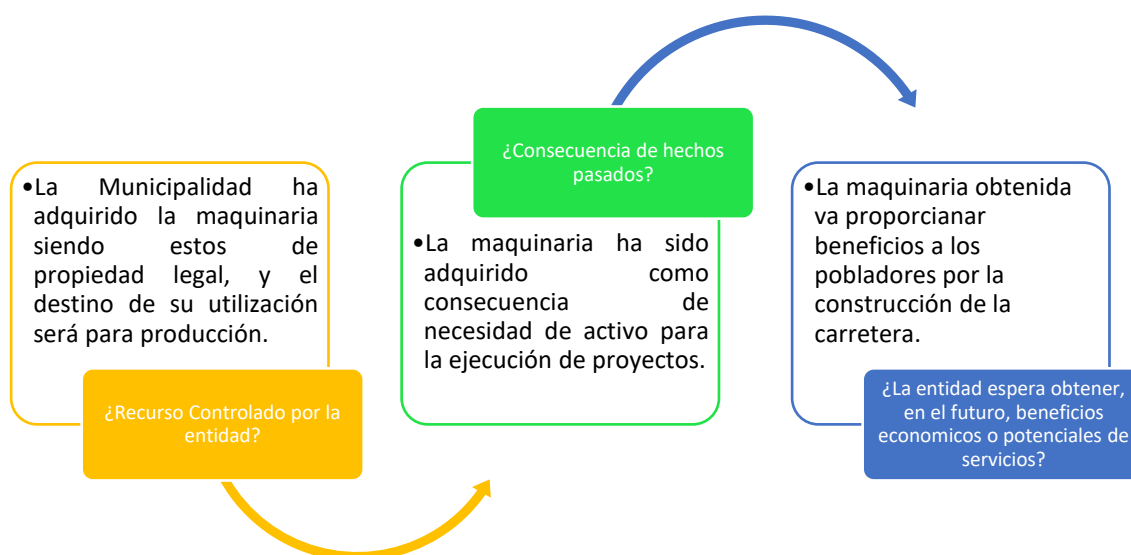 •La Municipalidad ha
adquirido la maquinaria
siendo estos de
propiedad legal, y el
destino de su utilización
será para producción.
¿Recurso Controlado por la
entidad?
¿Consecuencia de hechos
pasados?
•La maquinaria ha sido
adquirido como
consecuencia de
necesidad de activo para
la ejecución de proyectos.
•La maquinaria obtenida
va proporcianar
beneficios a los
pobladores por la
construcción de la
carretera.
¿La entidad espera obtener,
en el futuro, beneficios
economicos o potenciales de
servicios?